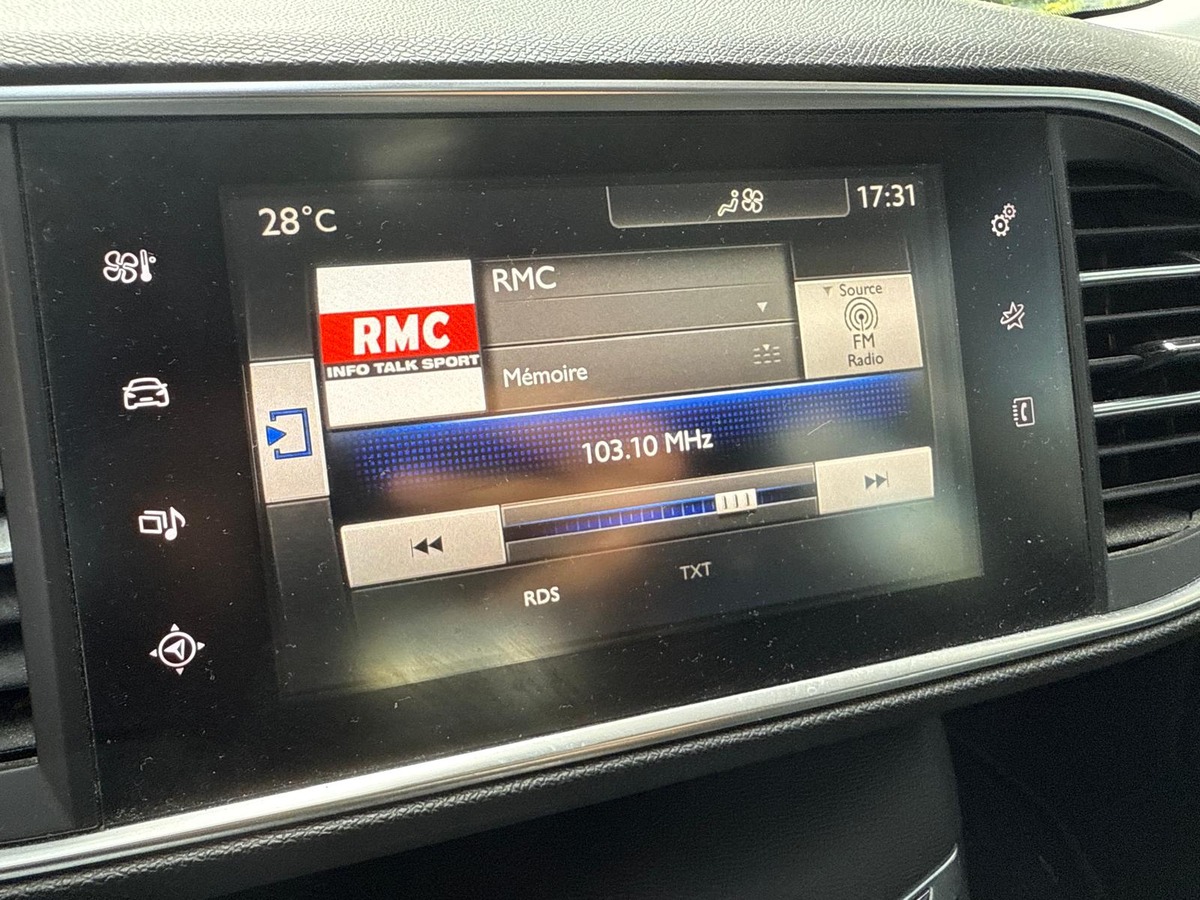 28°C
17:31
RMC
RMC
INFO TALK SPORT
Mémoire
Source
FM
Radio
103.10 MHz
TXT
RDS